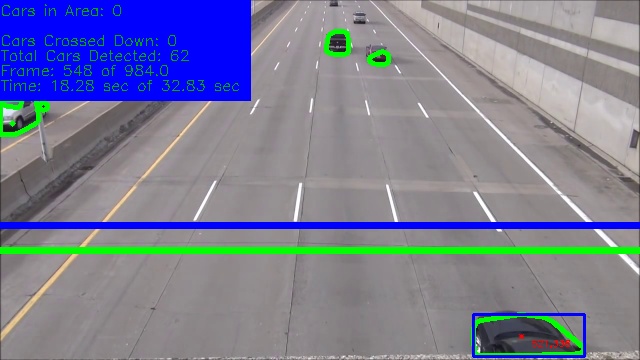 Cars in Area: 0
Cars Crossed Down: 0
Total Cars Detected: 62
Frame: 548 of 984.0
Time: 18.28 sec of 32.83 sec